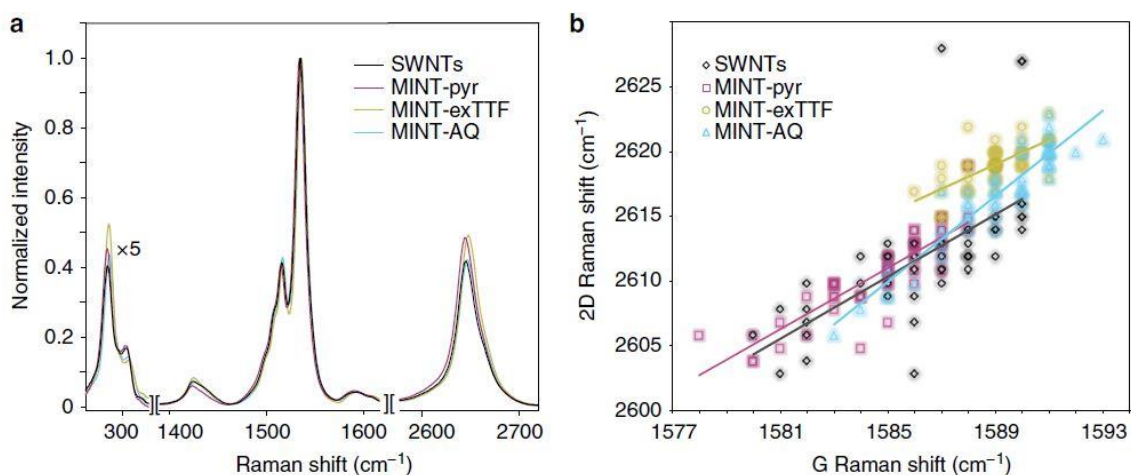 a
1.0
0.8
0.6
0.4
0.2
0
Normalized intensity
×5
SWNTs
MINT-pyr
MINT-exTTF
MINT-AQ
300 1400 1500 1600 2600 2700
Raman shift (cm−1)
b
2625
2620
2615
2610
2605
2600
2D Raman shift (cm−1)
SWNTs
MINT-pyr
MINT-exTTF
MINT-AQ
1577 1581 1585 1589 1593
G Raman shift (cm−1)